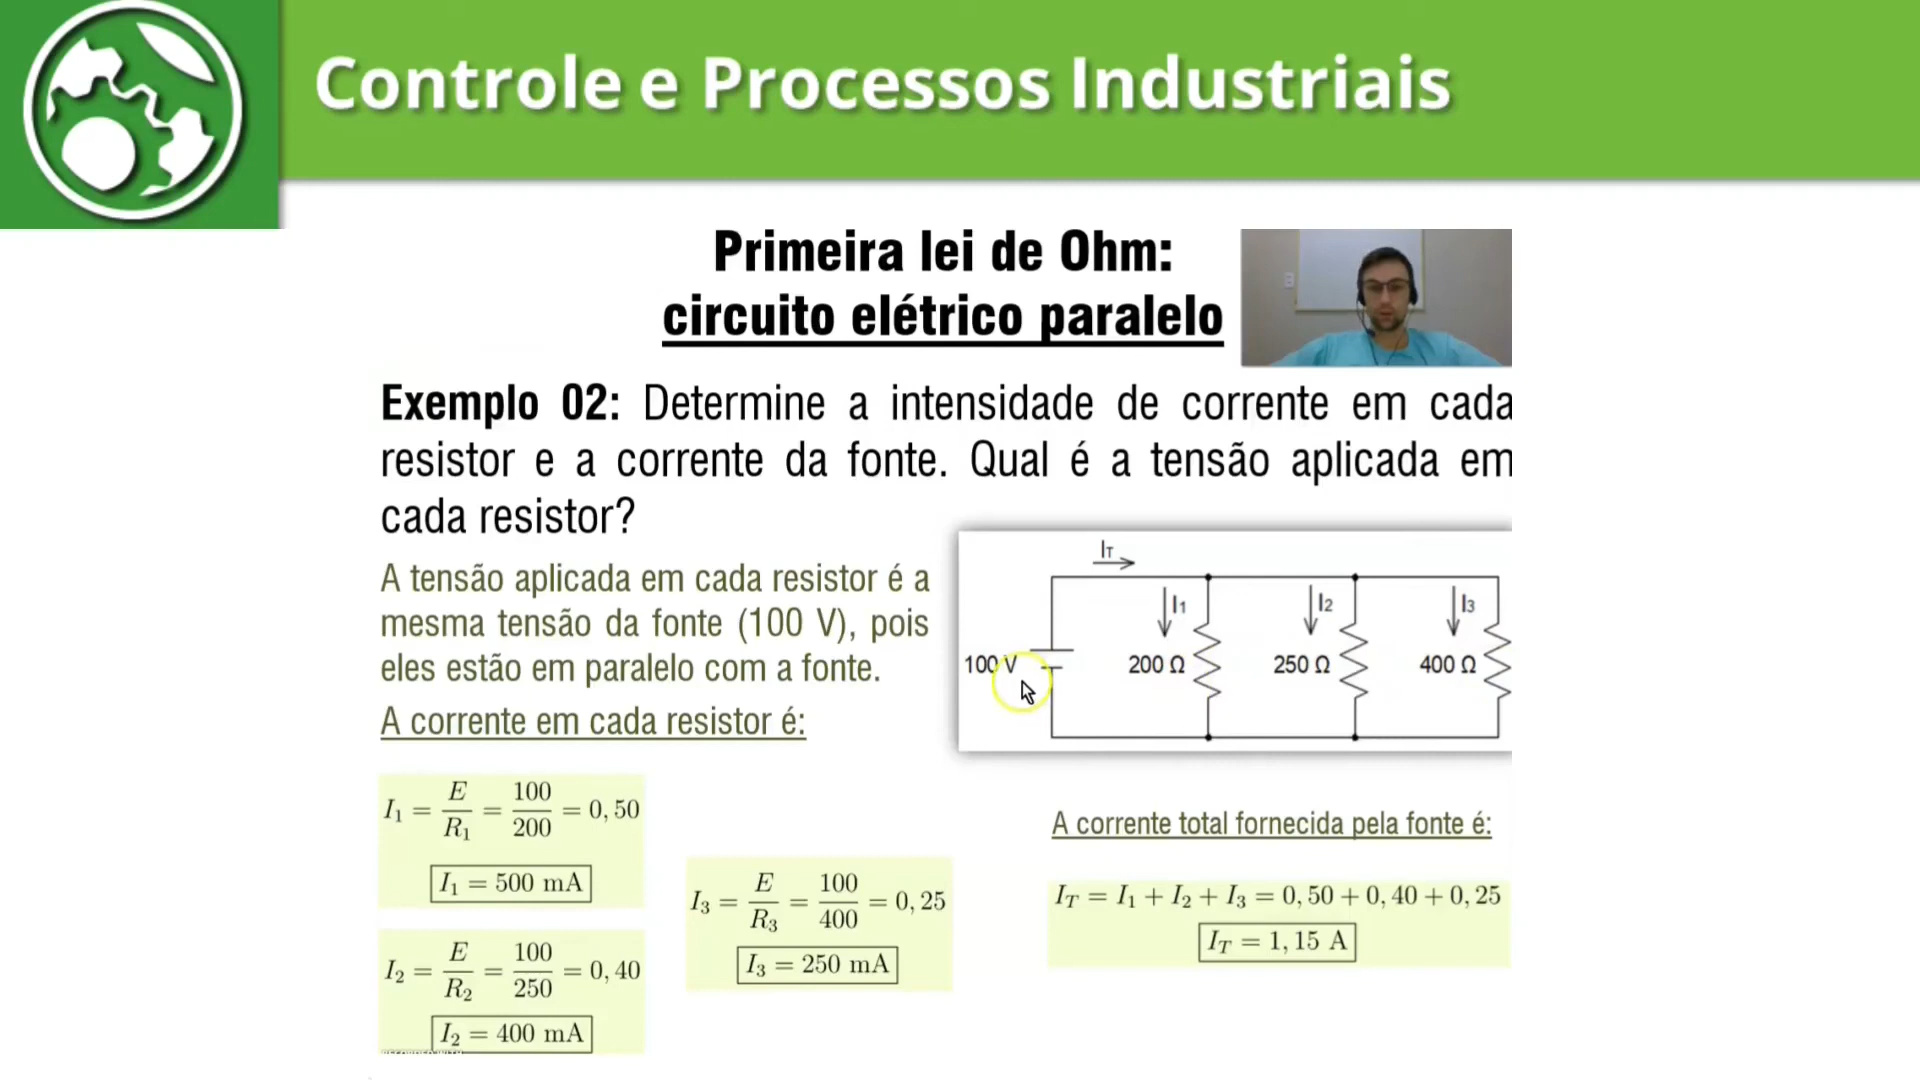 Controle e Processos Industriais
Primeira lei de Ohm:
circuito elétrico paralelo
Exemplo 02: Determine a intensidade de corrente em cada
resistor e a corrente da fonte. Qual é a tensão aplicada em
cada resistor?
A tensão aplicada em cada resistor é a
mesma tensão da fonte (100 V), pois
eles estão em paralelo com a fonte.
A corrente em cada resistor é:
I_T
I1
I2
I3
100 V
200 Ω
250 Ω
400 Ω
I_1 = E/R_1 = 100/200 = 0, 50
I_1 = 500 mA
I_2 = E/R_2 = 100/250 = 0, 40
I_2 = 400 mA
I_3 = E/R_3 = 100/400 = 0, 25
I_3 = 250 mA
A corrente total fornecida pela fonte é:
I_T = I_1 + I_2 + I_3 = 0, 50 + 0, 40 + 0, 25
I_T = 1, 15 A